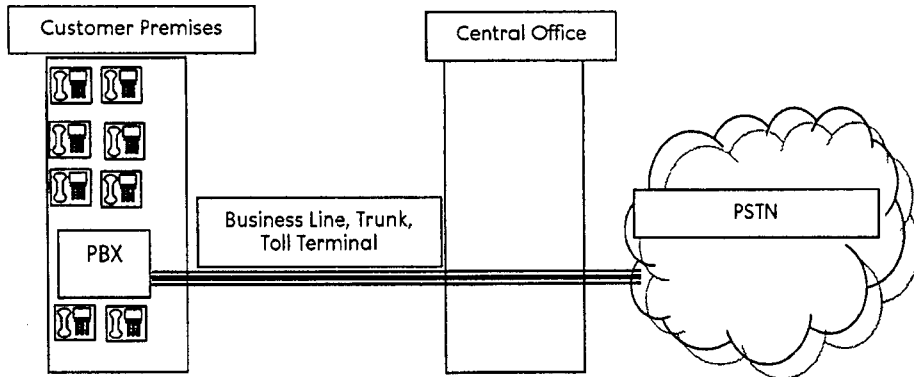 Customer Premises
Central Office
Business Line, Trunk,
Toll Terminal
PSTN
PBX